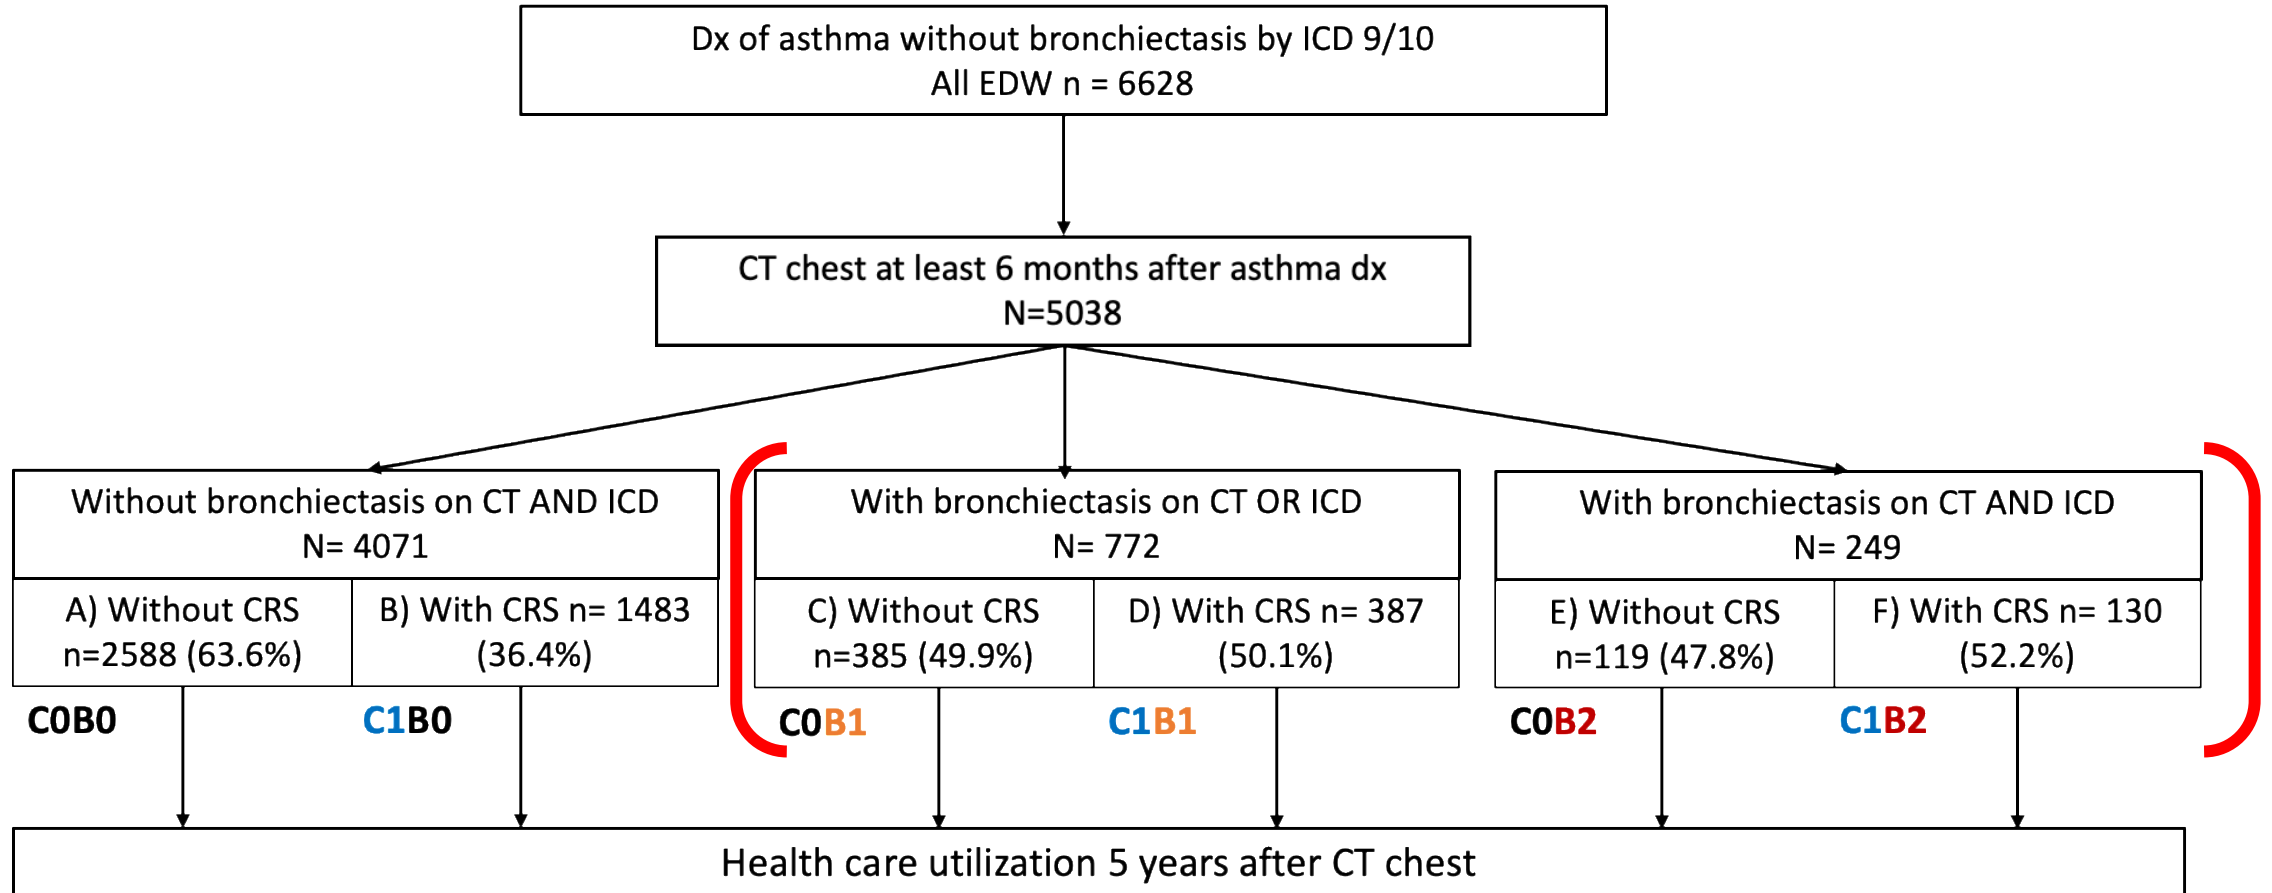 Dx of asthma without bronchiectasis by ICD 9/10
All EDW n = 6628
CT chest at least 6 months after asthma dx
N=5038
Without bronchiectasis on CT AND ICD
N= 4071
A) Without CRS
n=2588 (63.6%)
B) With CRS n= 1483
(36.4%)
C0B0
C1B0
With bronchiectasis on CT OR ICD
N= 772
C) Without CRS
n=385 (49.9%)
D) With CRS n= 387
(50.1%)
C0B1
C1B1
With bronchiectasis on CT AND ICD
N= 249
E) Without CRS
n=119 (47.8%)
F) With CRS n= 130
(52.2%)
C0B2
C1B2
Health care utilization 5 years after CT chest